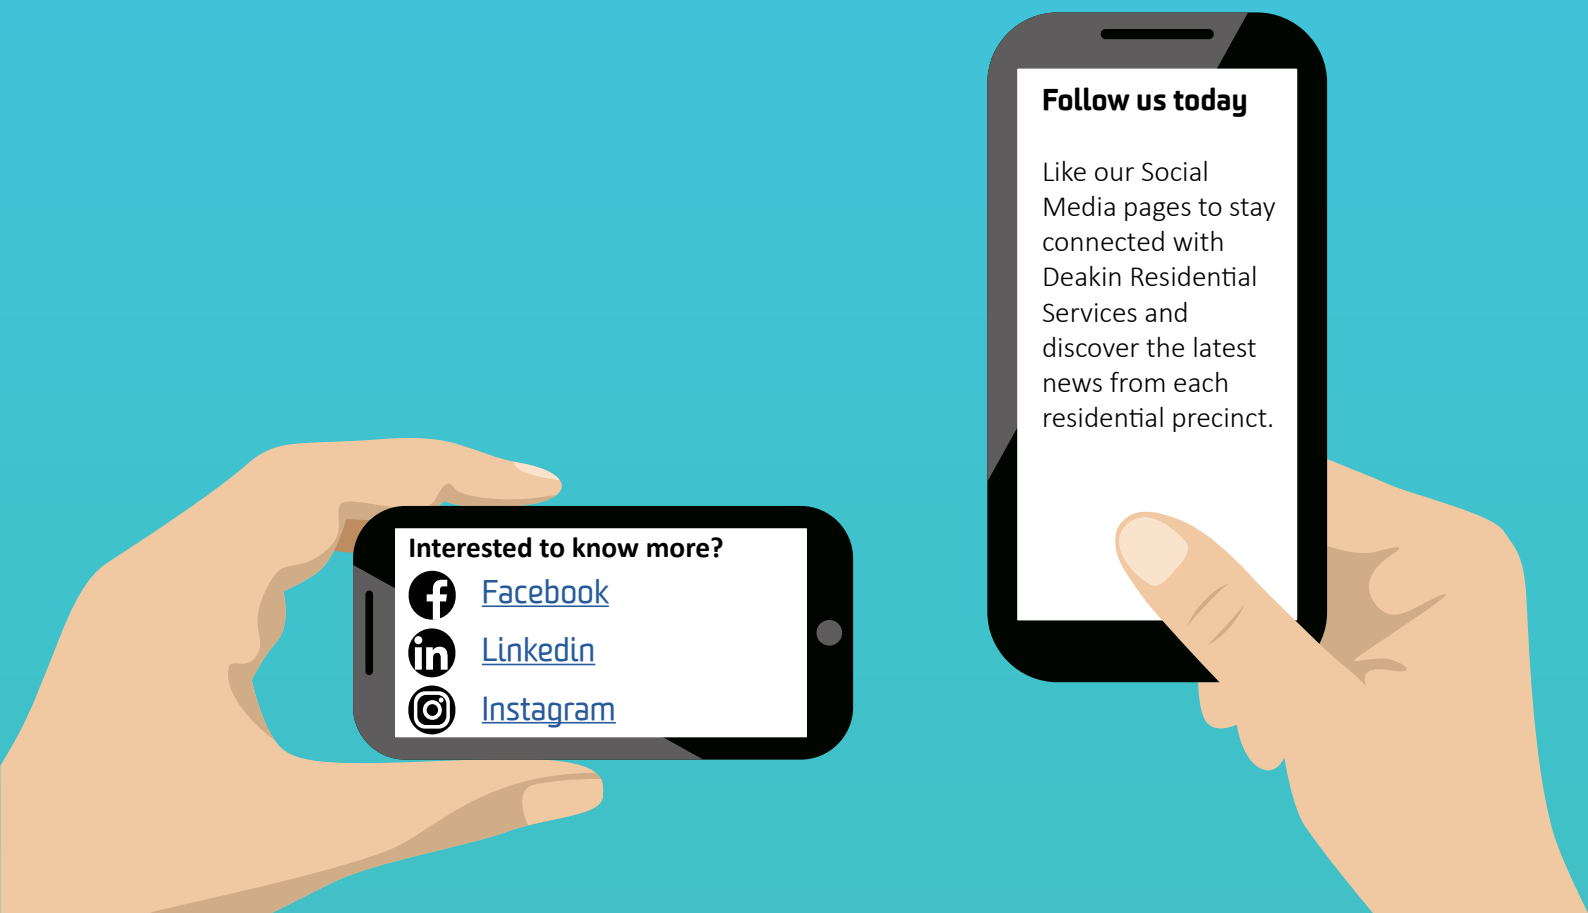 Follow us today
Like our Social
Media pages to stay
connected with
Deakin Residential
Services and
discover the latest
news from each
residential precinct.
Interested to know more?
Facebook
Linkedin
Instagram